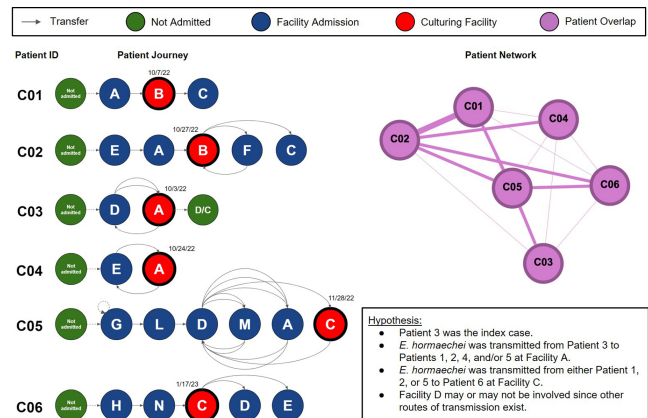 Transfer Not Admitted Facility Admission Culturing Facility Patient Overlap
Patient ID Patient Journey Patient Network
10/7/22
C01 Not admitted A B C
10/27/22
C02 Not admitted E A B F C
10/3/22
C03 Not admitted D A D/C
10/24/22
C04 Not admitted E A
11/28/22
C05 Not admitted G L D M A C
1/17/23
C06 Not admitted H N C D E
C01
C04
C02
C05
C06
C03
Hypothesis:
● Patient 3 was the index case.
● E. hormaechei was transmitted from Patient 3 to
Patients 1, 2, 4, and/or 5 at Facility A.
● E. hormaechei was transmitted from either Patient 1,
2, or 5 to Patient 6 at Facility C.
● Facility D may or may not be involved since other
routes of transmission exist.